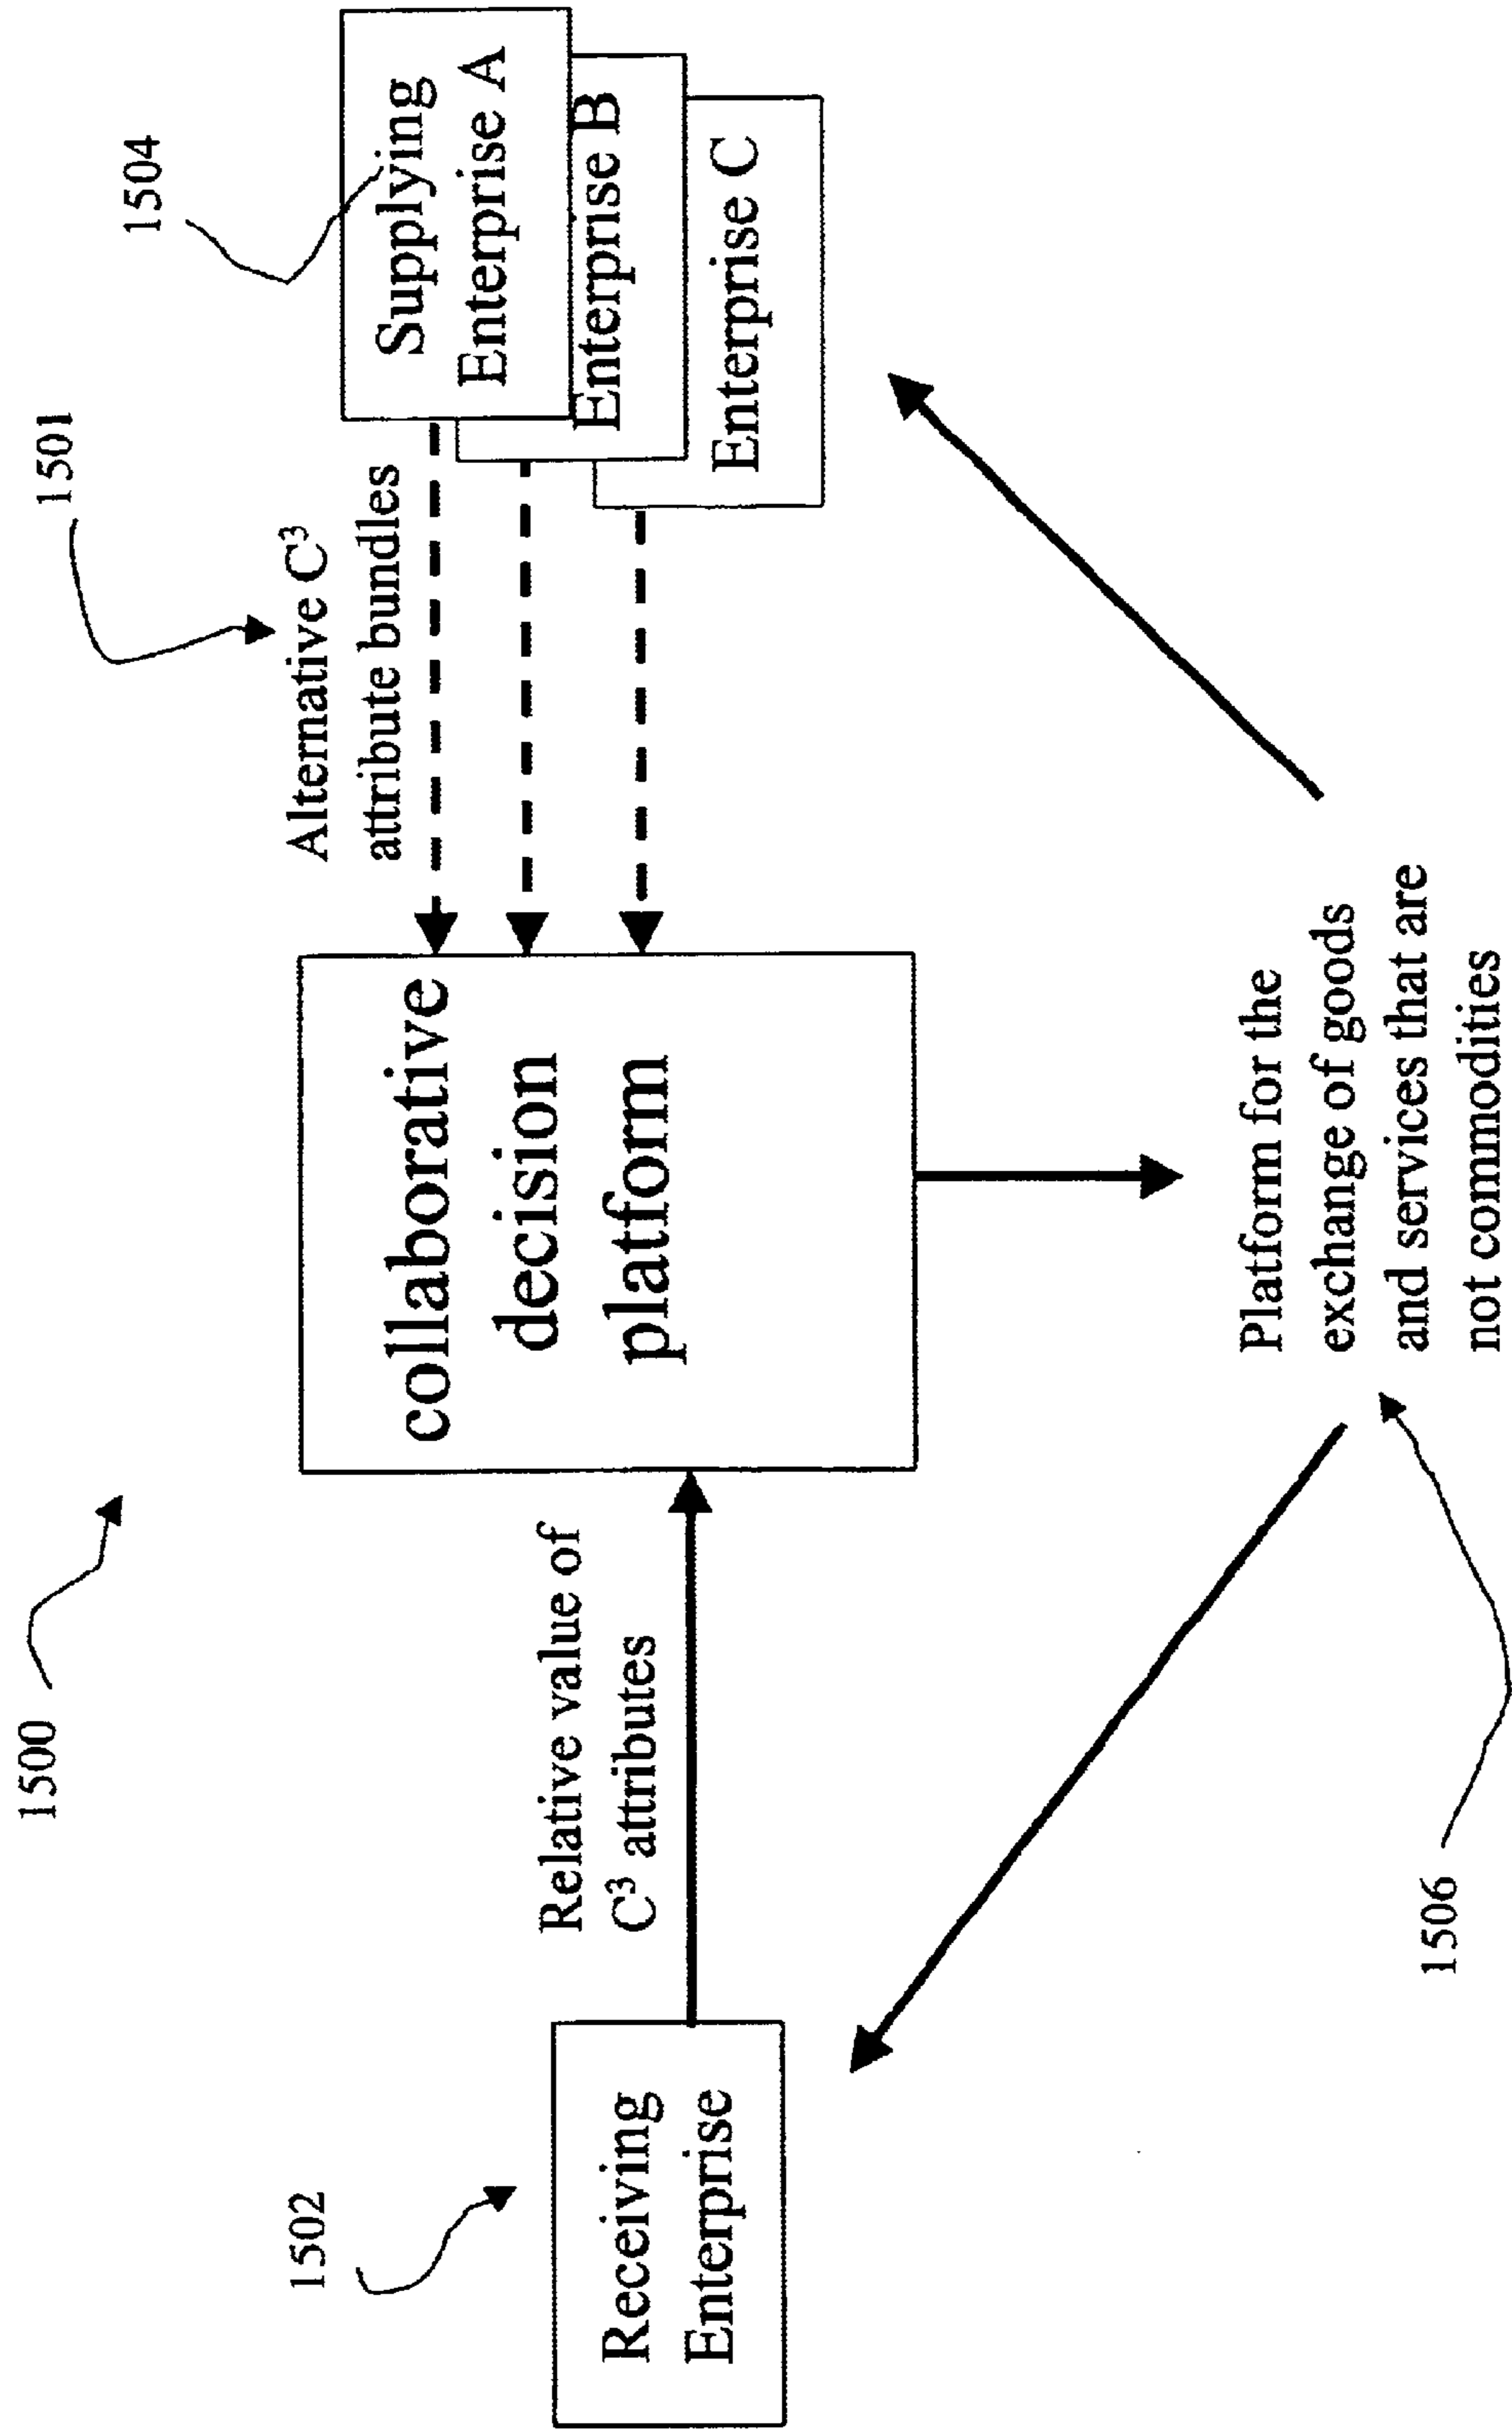 1500
1501
1504
Alternative C³
attribute bundles
Supplying
Enterprise A
Enterprise B
Enterprise C
collaborative
decision
platform
1502
Relative value of
C³ attributes
Receiving
Enterprise
Platform for the
exchange of goods
and services that are
not commodities
1506